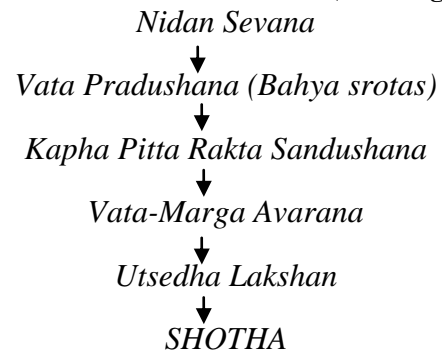 Nidan Sevana
Vata Pradushana (Bahya srotas)
Kapha Pitta Rakta Sandushana
Vata-Marga Avarana
Utsedha Lakshan
SHOTHA